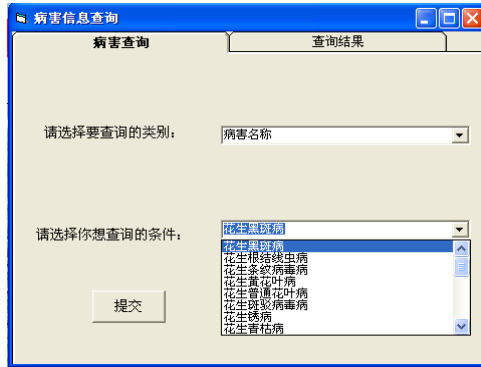 病害信息查询
病害查询 查询结果
请选择要查询的类别： 病害名称
请选择你想查询的条件： 花生黑斑病
花生黑斑病
花生根结线虫病
花生条纹病毒病
花生黄花叶病
花生普通花叶病
花生斑驳病毒病
花生锈病
花生青枯病
提交